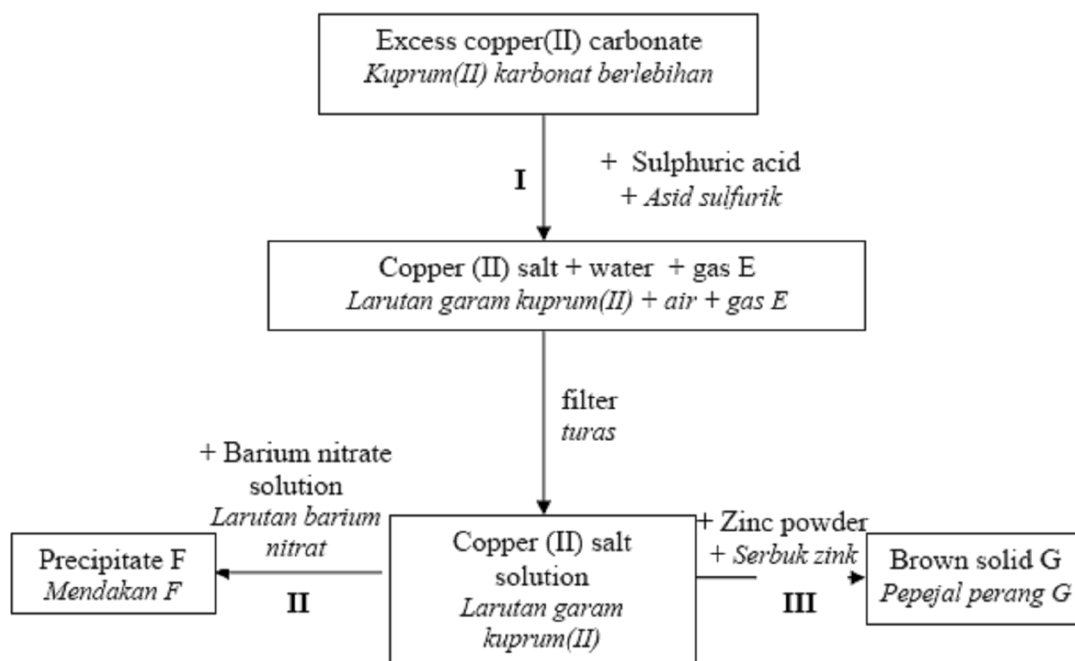 Excess copper(II) carbonate
Kuprum(II) karbonat berlebihan
I
+ Sulphuric acid
+ Asid sulfurik
Copper (II) salt + water + gas E
Larutan garam kuprum(II) + air + gas E
filter
turas
+ Barium nitrate
solution
Larutan barium
nitrat
Precipitate F
Mendakan F
II
Copper (II) salt
solution
Larutan garam
kuprum(II)
+ Zinc powder
+ Serbuk zink
III
Brown solid G
Pepejal perang G